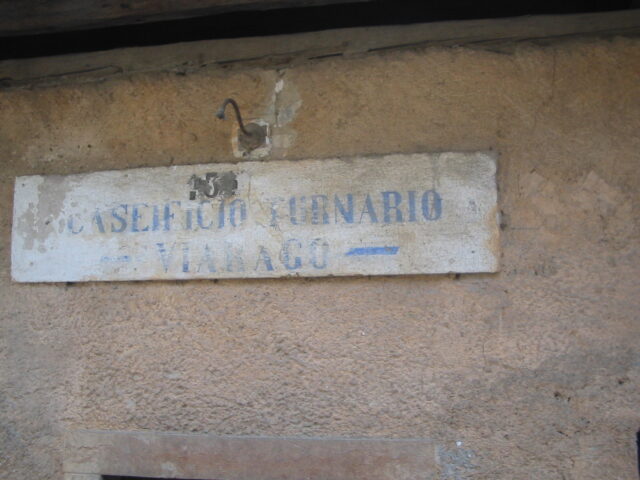 CASEIFICIO TURNARIO
— VIARAGO —